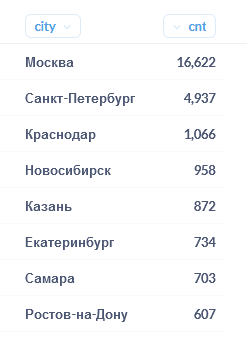 city cnt
Москва 16,622
Санкт-Петербург 4,937
Краснодар 1,066
Новосибирск 958
Казань 872
Екатеринбург 734
Самара 703
Ростов-на-Дону 607